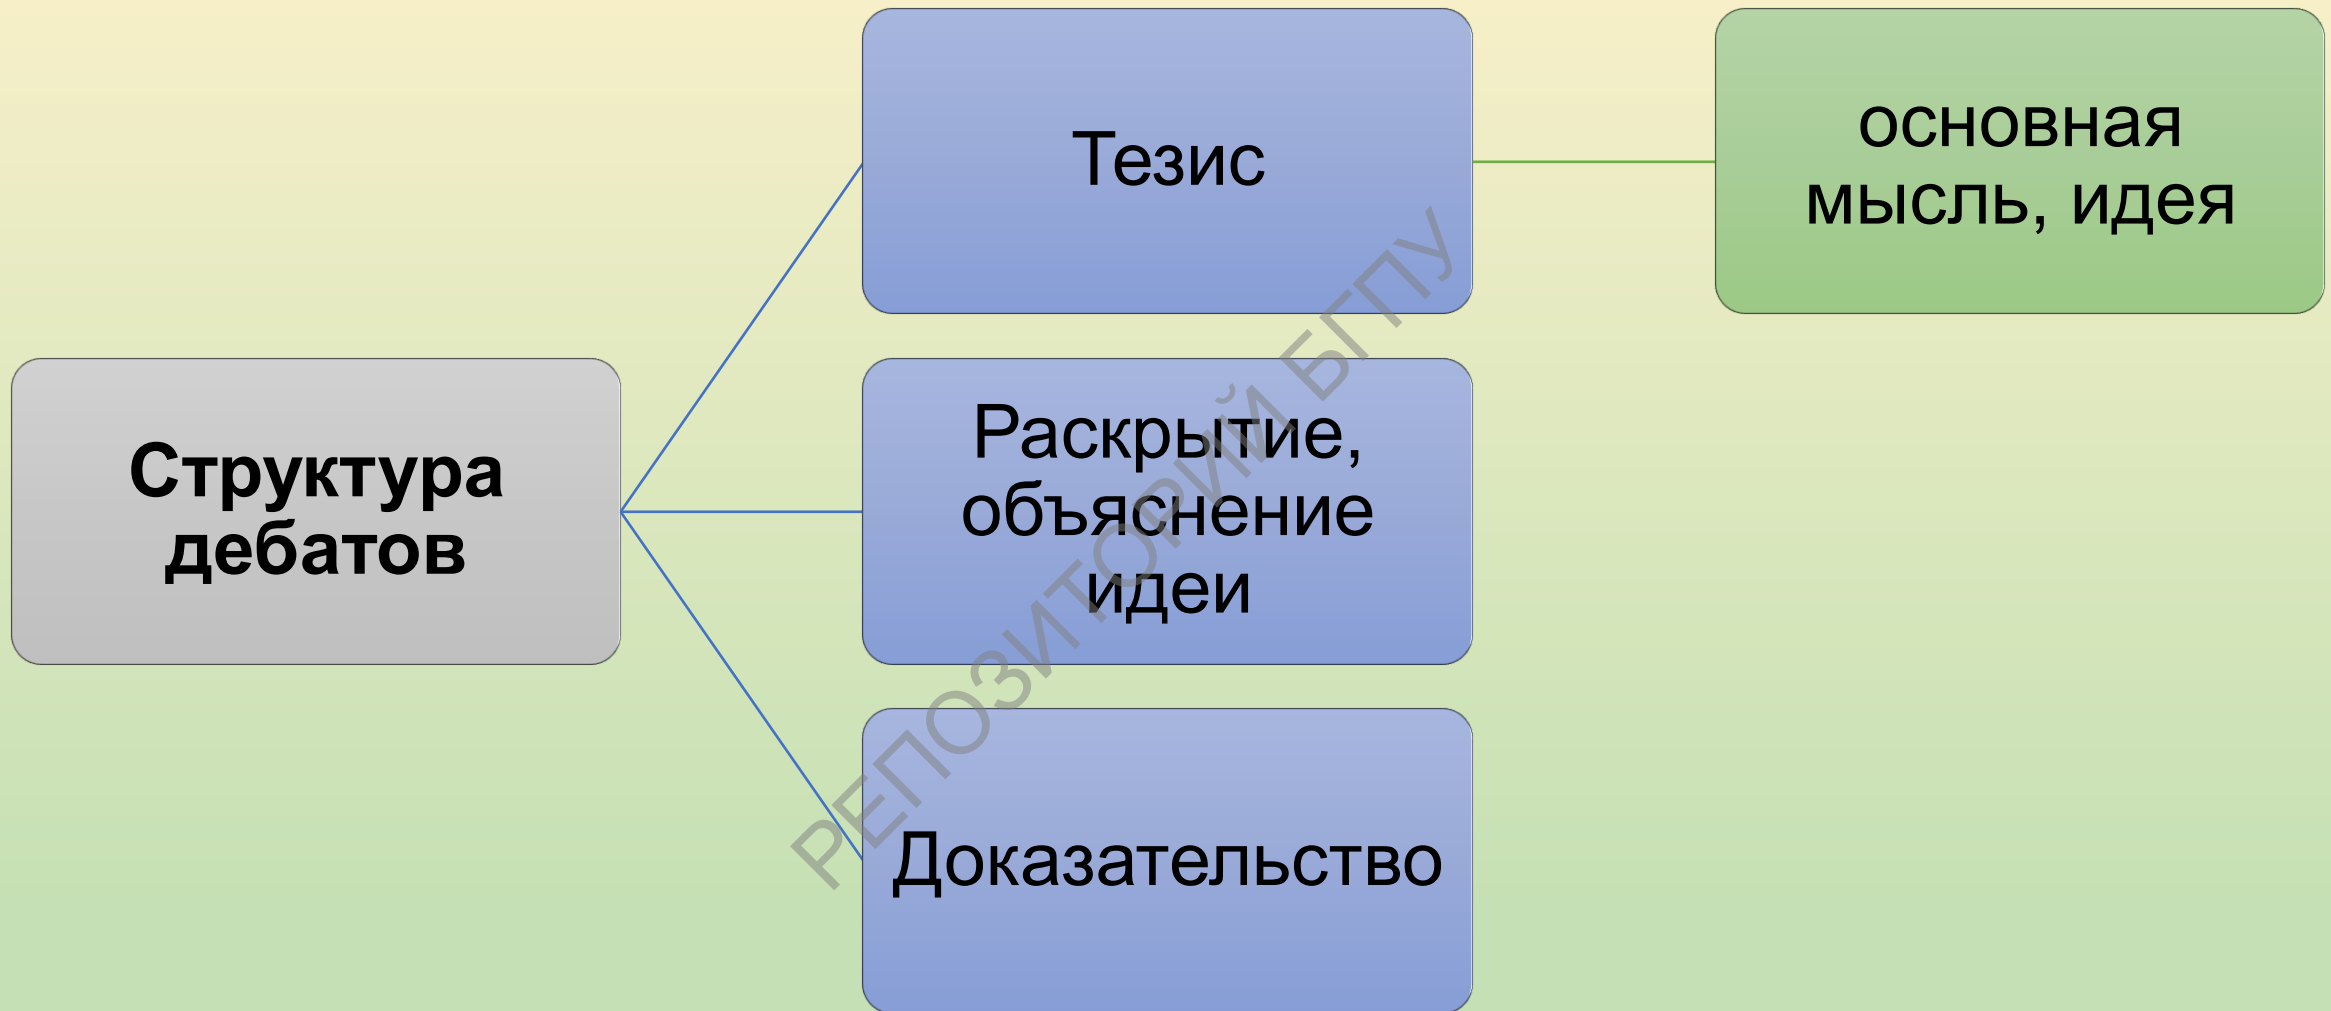 Тезис
основная
мысль, идея
Структура
дебатов
Раскрытие,
объяснение
идеи
Доказательство
РЕПОЗИТОРИЙ БГПУ